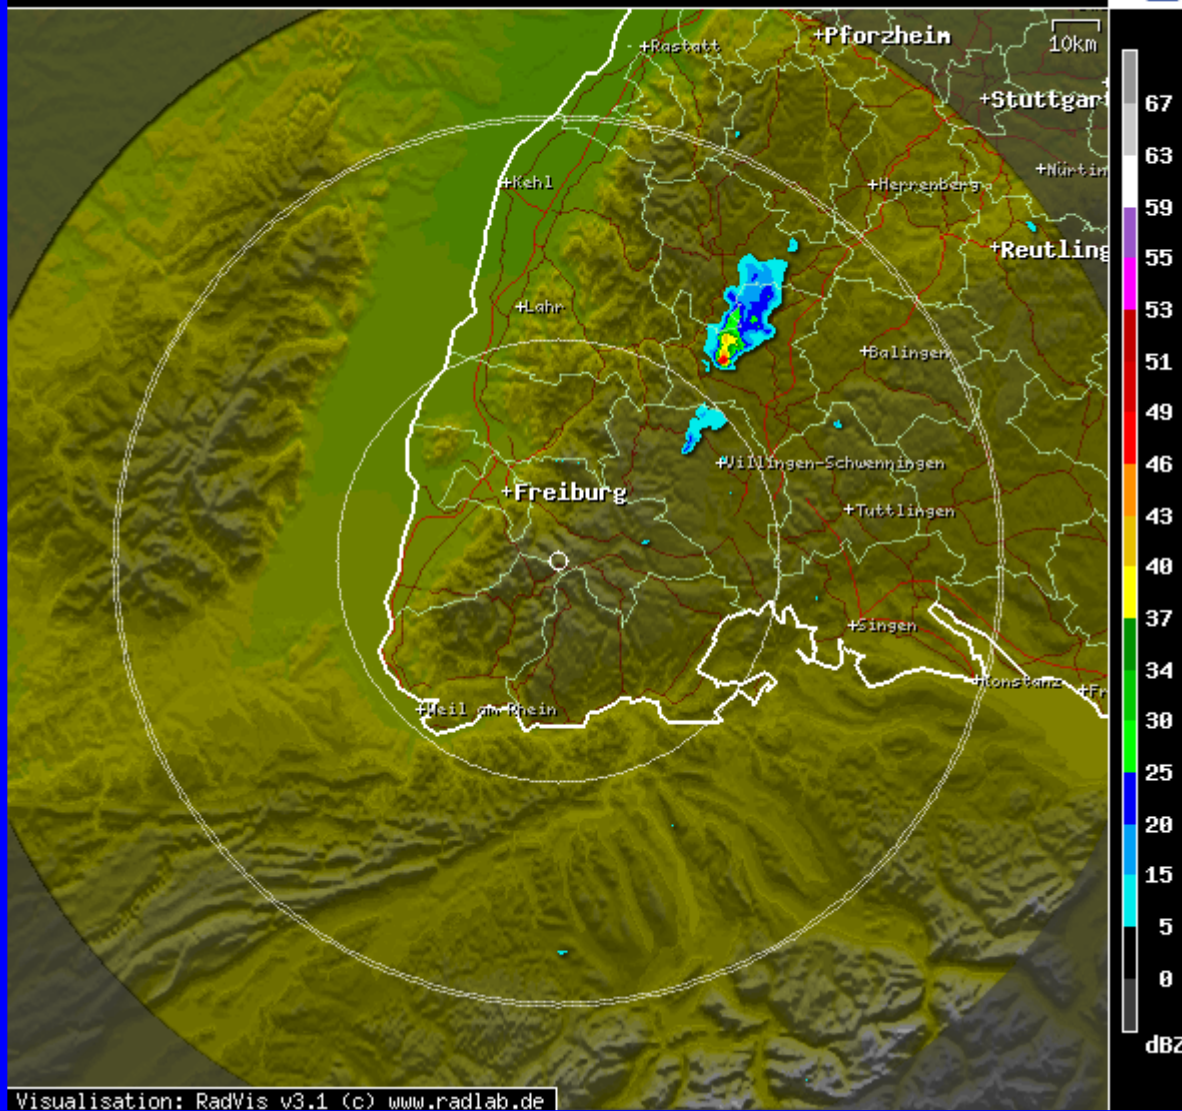 +Pforzheim
10km
+Rastatt
67
+Stuttgart
63
+Nürtin
+Kehl
+Herrenberg
59
+Reutling
55
+Lahr
53
+Balingen
51
49
+Villingen-Schwenningen
46
+Freiburg
+Tuttlingen
43
40
37
+Singen
34
+Konstanz
+Fr
+Weil am Rhein
30
25
20
15
5
0
dBZ
Visualisation: RadVis v3.1 (c) www.radlab.de